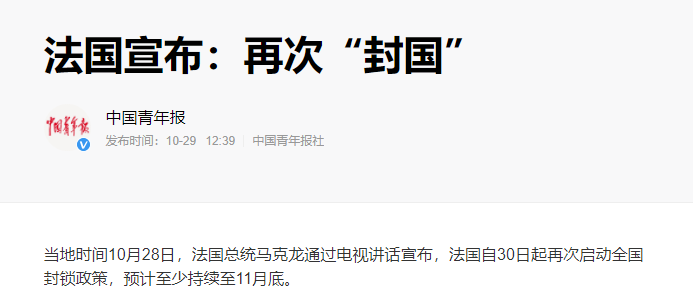 法国宣布：再次“封国”
中国青年报
中国青年报
发布时间：10-29 12:39 中国青年报社
当地时间10月28日，法国总统马克龙通过电视讲话宣布，法国自30日起再次启动全国
封锁政策，预计至少持续至11月底。